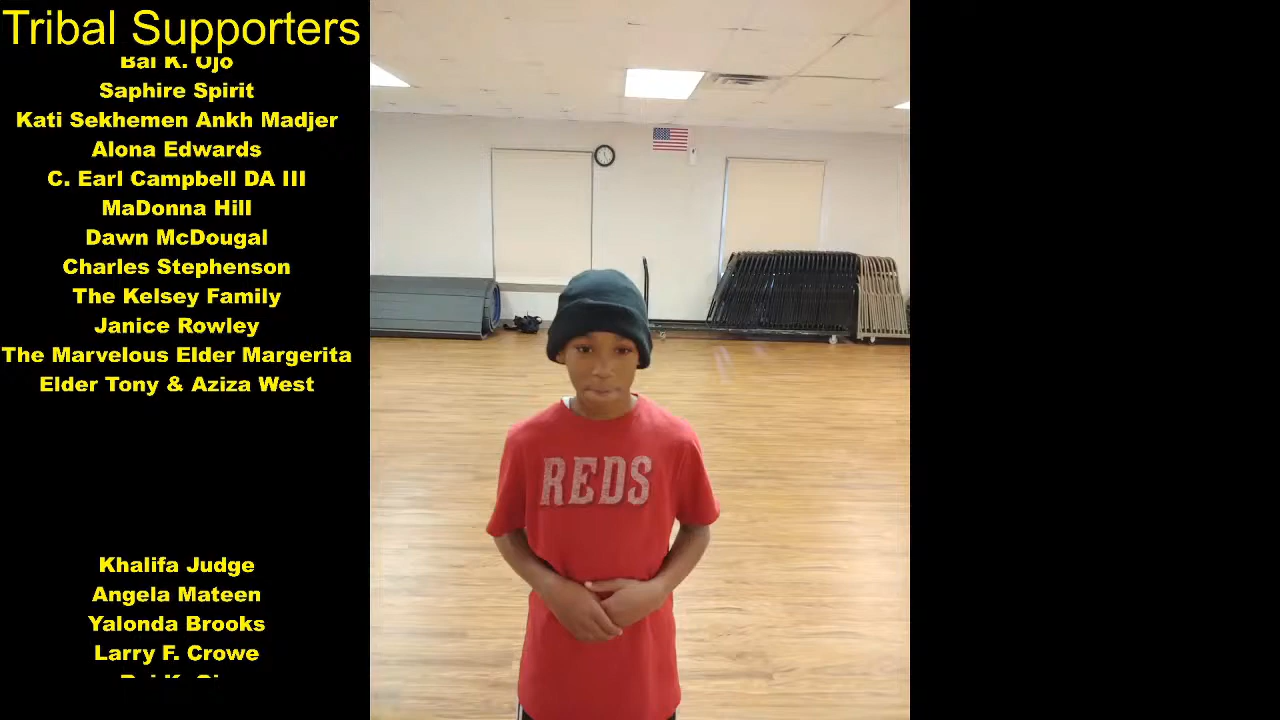 Tribal Supporters
Bai K. Ojo
Saphire Spirit
Kati Sekhemen Ankh Madjer
Alona Edwards
C. Earl Campbell DA III
MaDonna Hill
Dawn McDougal
Charles Stephenson
The Kelsey Family
Janice Rowley
The Marvelous Elder Margerita
Elder Tony & Aziza West
Khalifa Judge
Angela Mateen
Yalonda Brooks
Larry F. Crowe
REDS